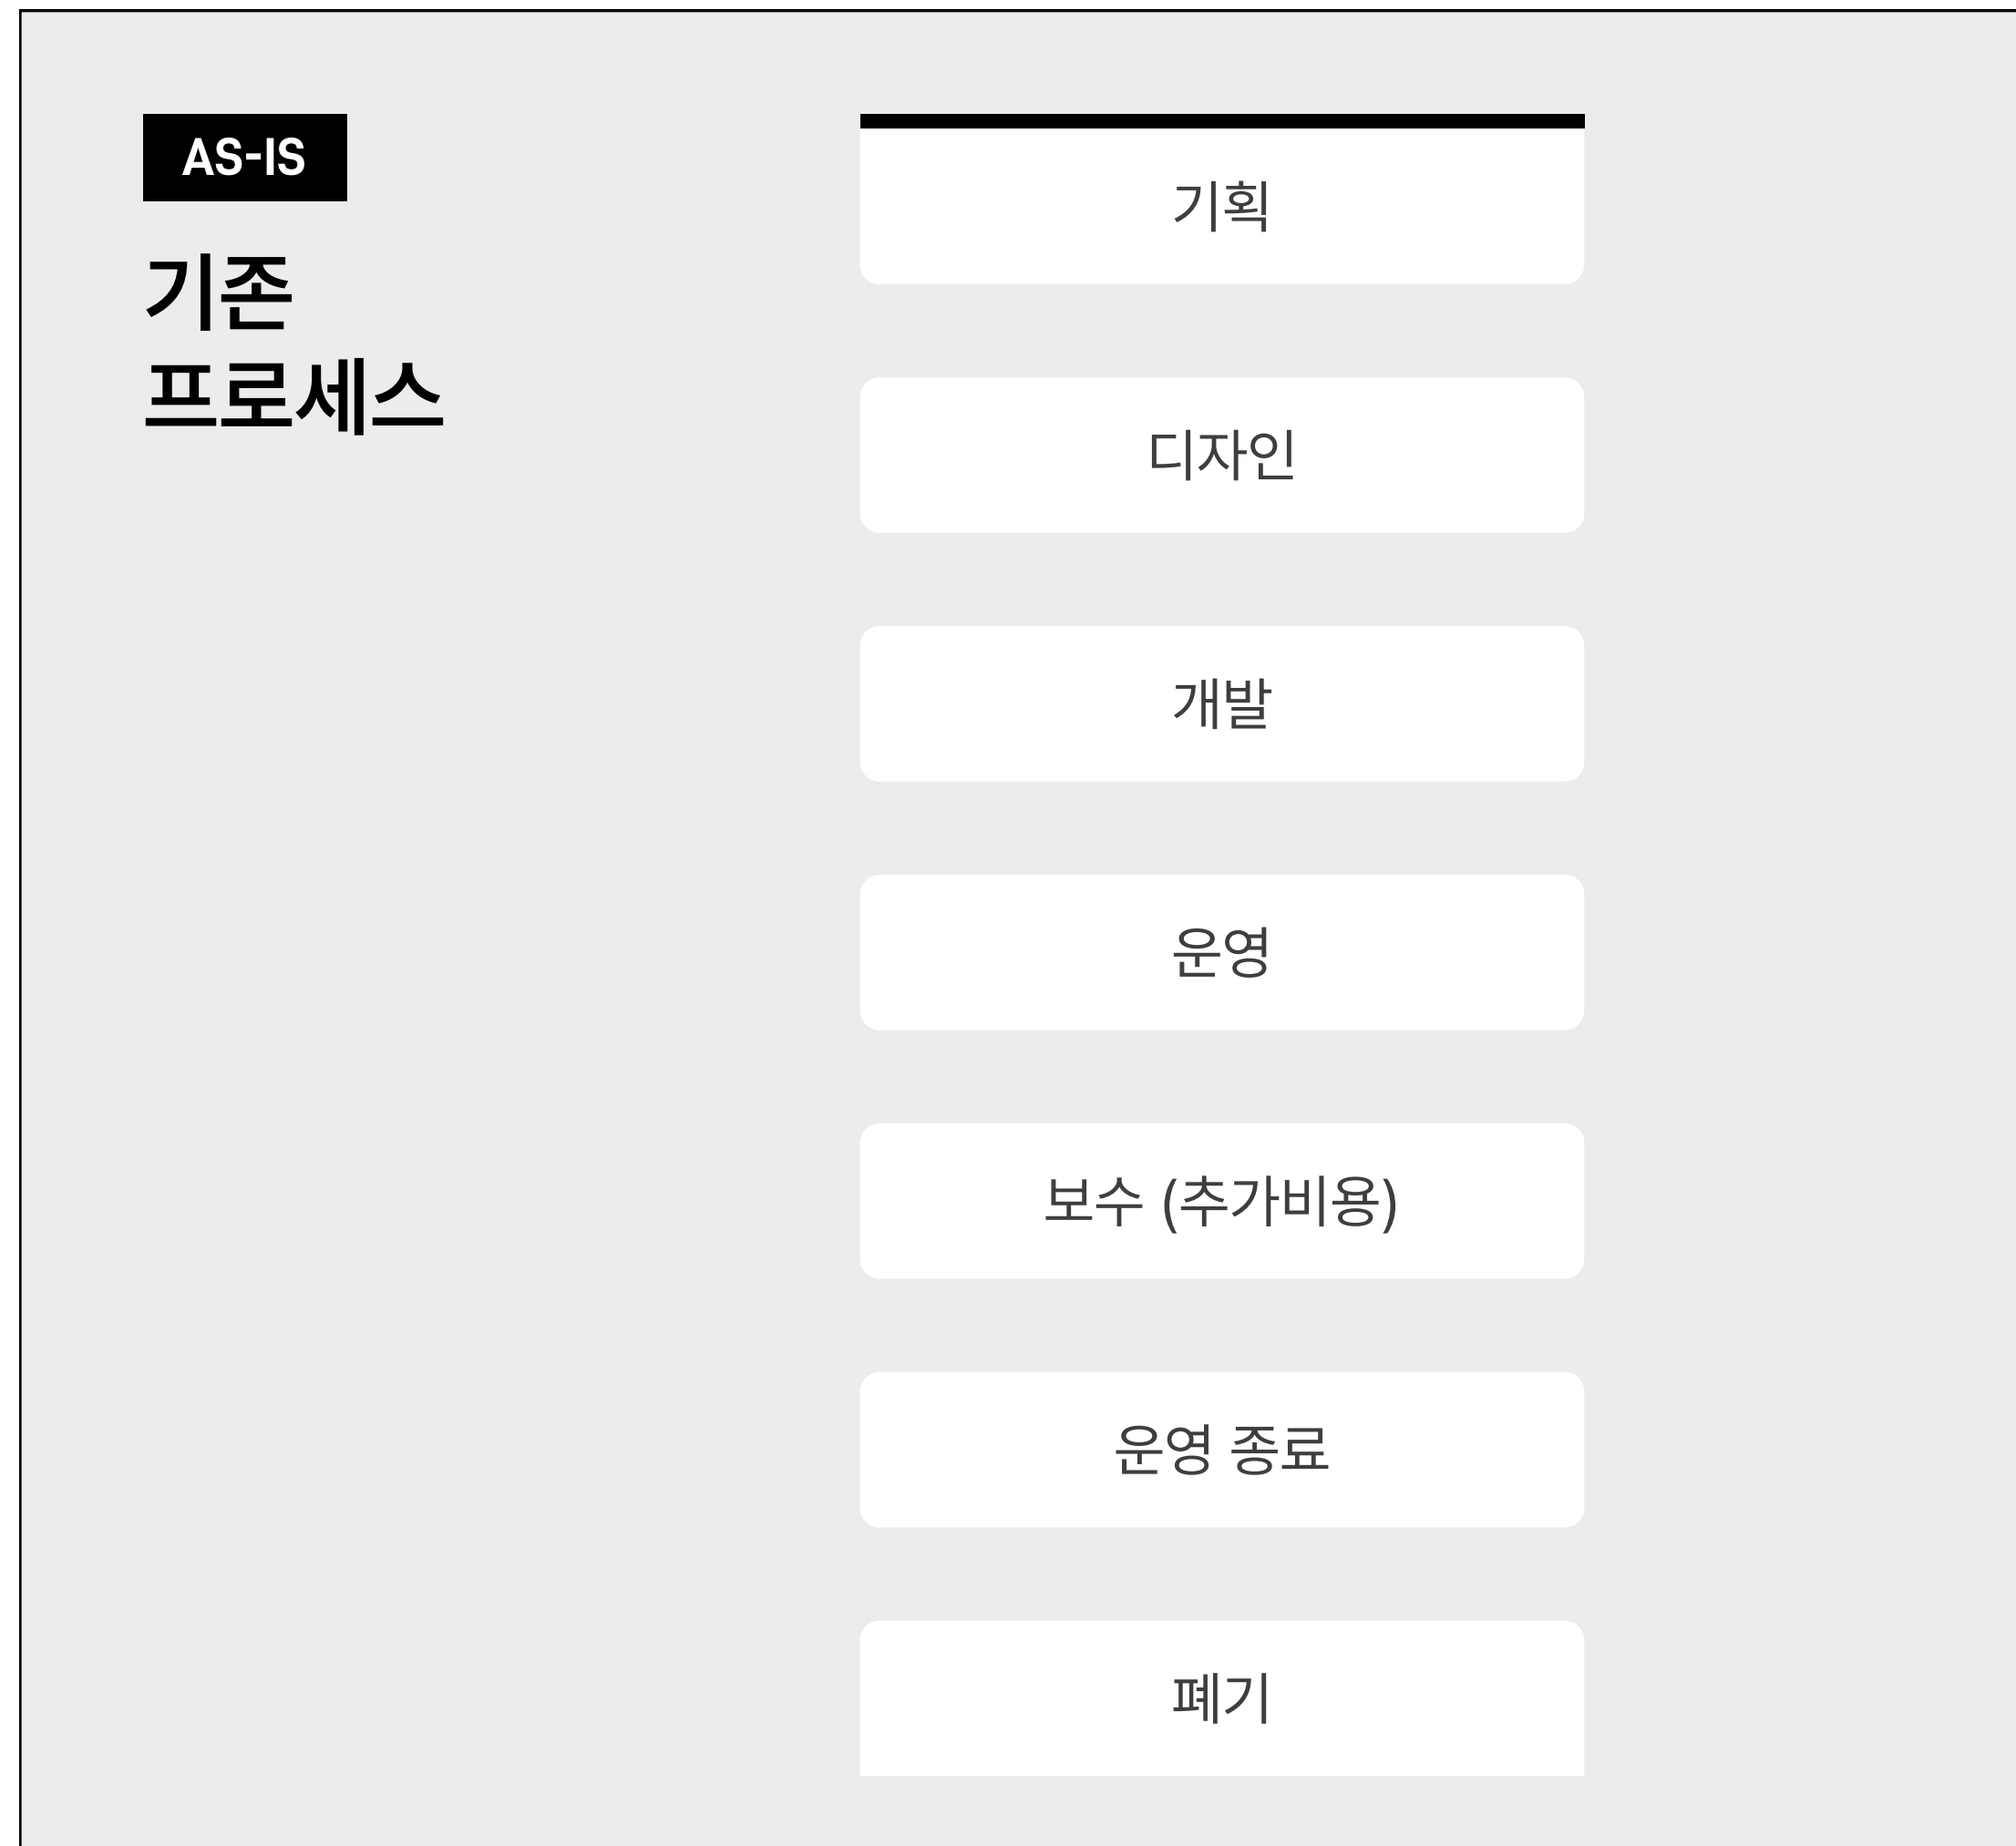 AS-IS
기존
프로세스
기획
디자인
개발
운영
보수 (추가비용)
운영 종료
폐기